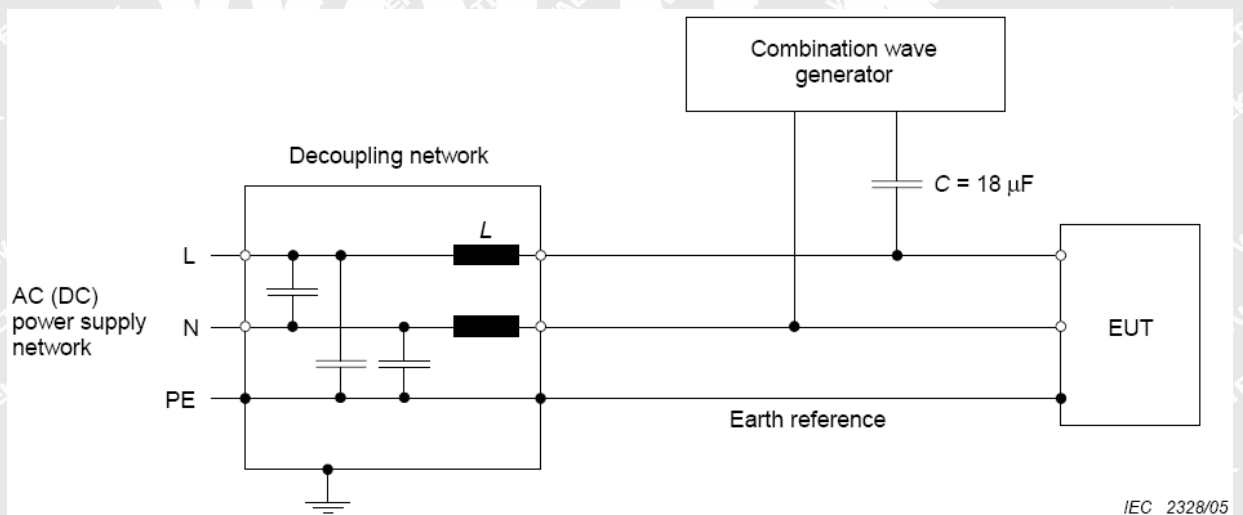 Combination wave
generator
Decoupling network
C = 18 μF
L
L
AC (DC)
power supply
network
N
EUT
PE
Earth reference
IEC 2328/05